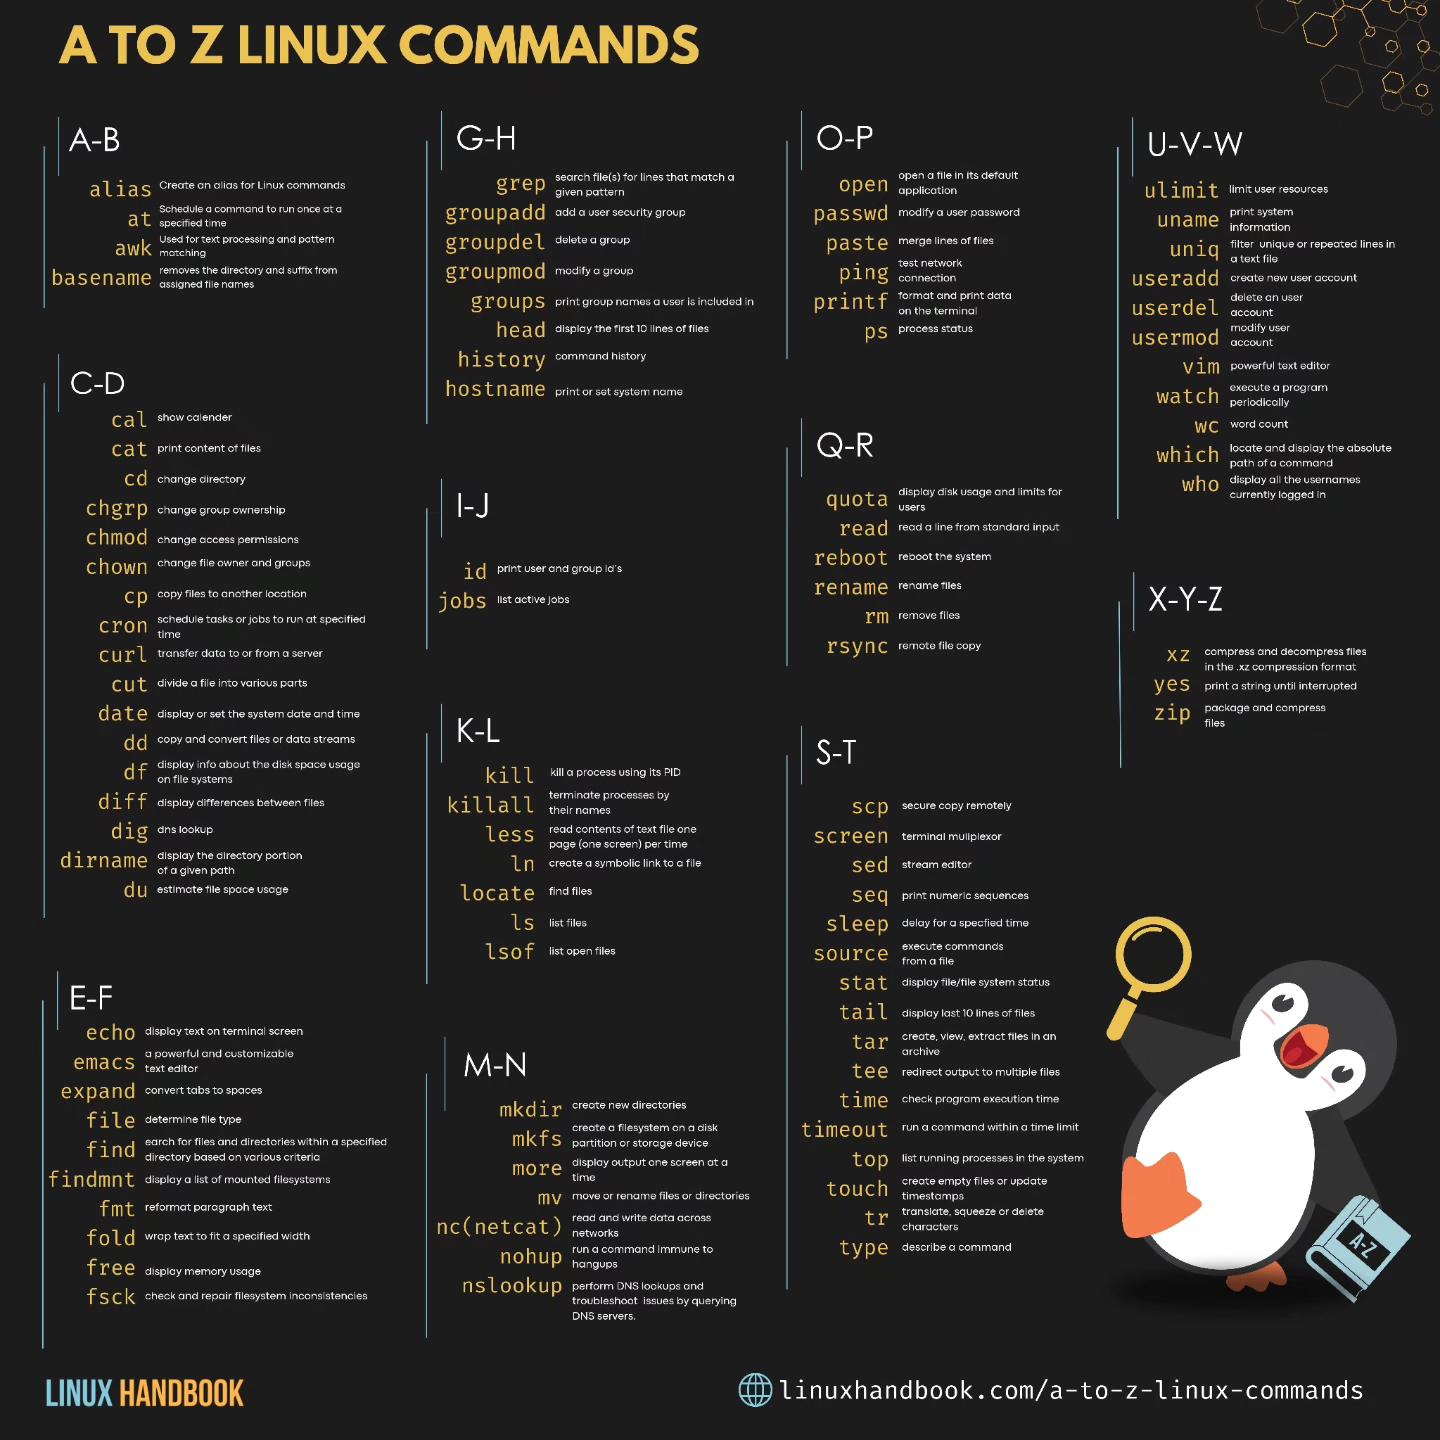 A TO Z LINUX COMMANDS
A-B
alias Create an alias for Linux commands
at Schedule a command to run once at a
specified time
awk Used for text processing and pattern
matching
basename removes the directory and suffix from
assigned file names
C-D
cal show calender
cat print content of files
cd change directory
chgrp change group ownership
chmod change access permissions
chown change file owner and groups
cp copy files to another location
cron schedule tasks or jobs to run at specified
time
curl transfer data to or from a server
cut divide a file into various parts
date display or set the system date and time
dd copy and convert files or data streams
df display info about the disk space usage
on file systems
diff display differences between files
dig dns lookup
dirname display the directory portion
of a given path
du estimate file space usage
E-F
echo display text on terminal screen
emacs a powerful and customizable
text editor
expand convert tabs to spaces
file determine file type
find earch for files and directories within a specified
directory based on various criteria
findmnt display a list of mounted filesystems
fmt reformat paragraph text
fold wrap text to fit a specified width
free display memory usage
fsck check and repair filesystem inconsistencies
G-H
grep search file(s) for lines that match a
given pattern
groupadd add a user security group
groupdel delete a group
groupmod modify a group
groups print group names a user is included in
head display the first 10 lines of files
history command history
hostname print or set system name
I-J
id print user and group id's
jobs list active jobs
K-L
kill kill a process using its PID
killall terminate processes by
their names
less read contents of text file one
page (one screen) per time
ln create a symbolic link to a file
locate find files
ls list files
lsof list open files
M-N
mkdir create new directories
mkfs create a filesystem on a disk
partition or storage device
more display output one screen at a
time
mv move or rename files or directories
nc(netcat) read and write data across
networks
nohup run a command immune to
hangups
nslookup perform DNS lookups and
troubleshoot issues by querying
DNS servers.
O-P
open open a file in its default
application
passwd modify a user password
paste merge lines of files
ping test network
connection
printf format and print data
on the terminal
ps process status
Q-R
quota display disk usage and limits for
users
read read a line from standard input
reboot reboot the system
rename rename files
rm remove files
rsync remote file copy
S-T
scp secure copy remotely
screen terminal muliplexor
sed stream editor
seq print numeric sequences
sleep delay for a specfied time
source execute commands
from a file
stat display file/file system status
tail display last 10 lines of files
tar create, view, extract files in an
archive
tee redirect output to multiple files
time check program execution time
timeout run a command within a time limit
top list running processes in the system
touch create empty files or update
timestamps
tr translate, squeeze or delete
characters
type describe a command
U-V-W
ulimit limit user resources
uname print system
information
uniq filter unique or repeated lines in
a text file
useradd create new user account
userdel delete an user
account
usermod modify user
account
vim powerful text editor
watch execute a program
periodically
wc word count
which locate and display the absolute
path of a command
who display all the usernames
currently logged in
X-Y-Z
xz compress and decompress files
in the .xz compression format
yes print a string until interrupted
zip package and compress
files
A-Z
LINUX HANDBOOK
linuxhandbook.com/a-to-z-linux-commands